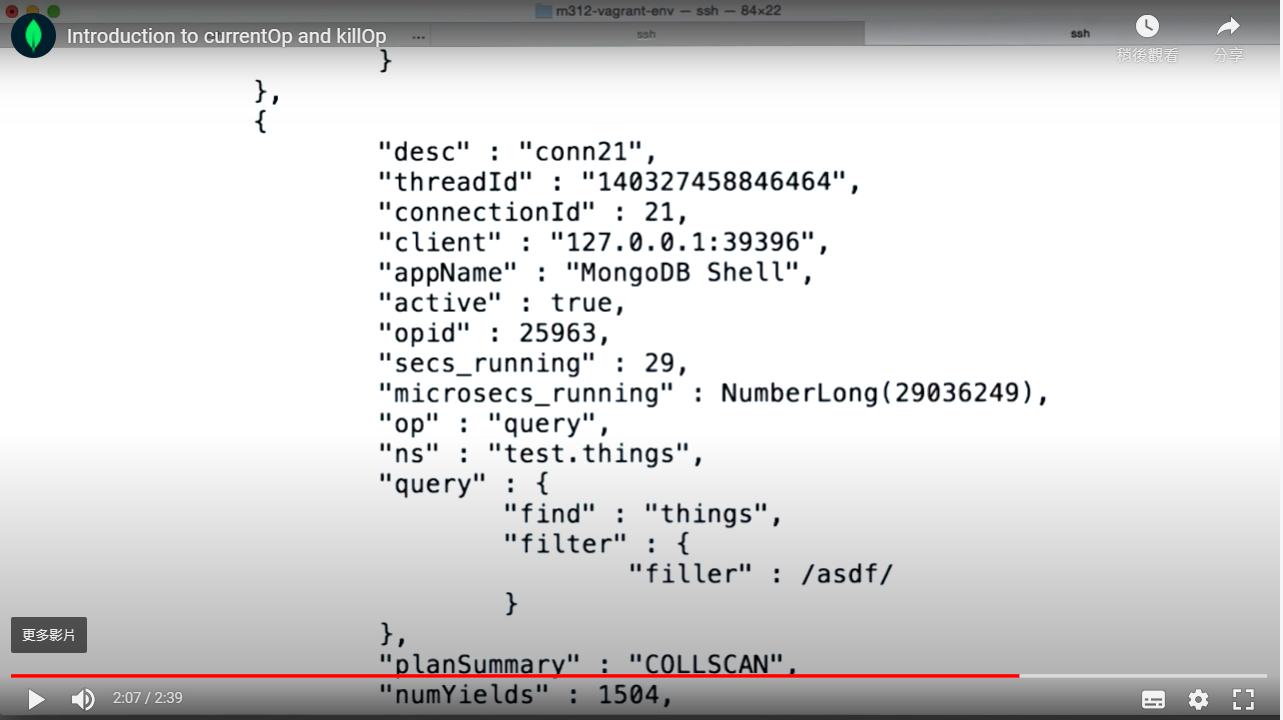 m312-vagrant-env — ssh — 84×22
Introduction to currentOp and killOp
...
ssh
ssh
稍後觀看
分享
}
},
{
"desc" : "conn21",
"threadId" : "140327458846464",
"connectionId" : 21,
"client" : "127.0.0.1:39396",
"appName" : "MongoDB Shell",
"active" : true,
"opid" : 25963,
"secs_running" : 29,
"microsecs_running" : NumberLong(29036249),
"op" : "query",
"ns" : "test.things",
"query" : {
"find" : "things",
"filter" : {
"filler" : /asdf/
}
},
更多影片
"planSummary" : "COLLSCAN",
"numYields" : 1504,
2:07 / 2:39